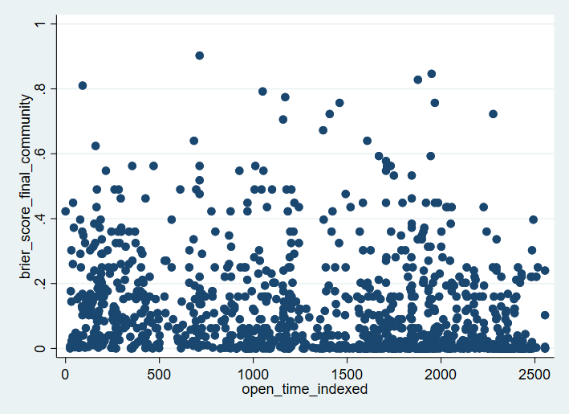 1
.8
.6
.4
.2
0
brier_score_final_community
0 500 1000 1500 2000 2500
open_time_indexed